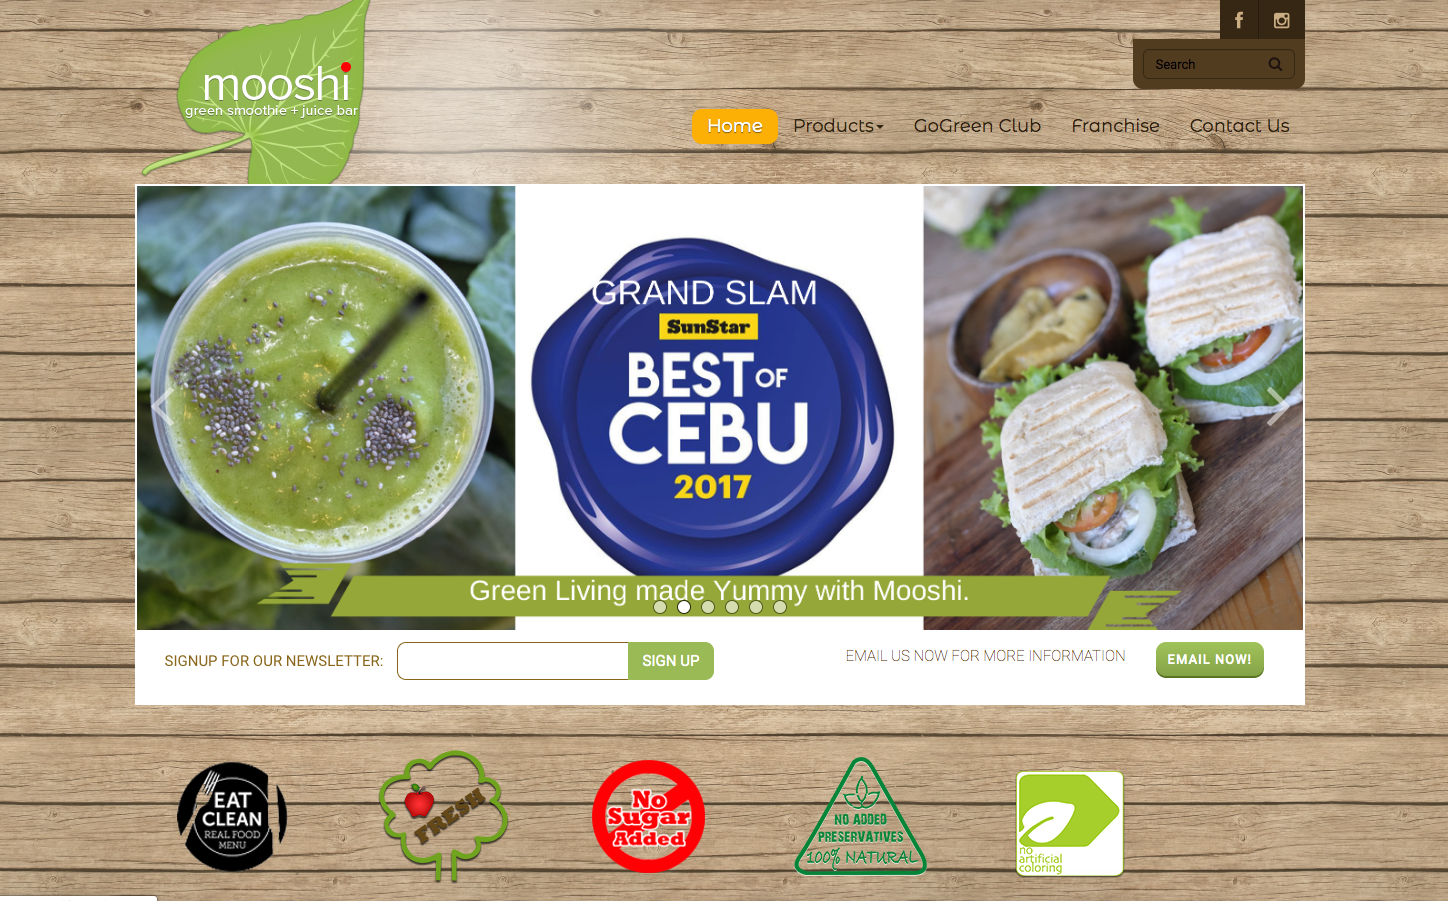 mooshi
green smoothie + juice bar
Search
Home
Products
GoGreen Club
Franchise
Contact Us
GRAND SLAM
SunStar
BEST OF
CEBU
2017
Green Living made Yummy with Mooshi.
SIGNUP FOR OUR NEWSLETTER:
SIGN UP
EMAIL US NOW FOR MORE INFORMATION
EMAIL NOW!
EAT
CLEAN
REAL FOOD
MENU
FRESH
No
Sugar
Added
NO ADDED
PRESERVATIVES
100% NATURAL
no
artificial
coloring